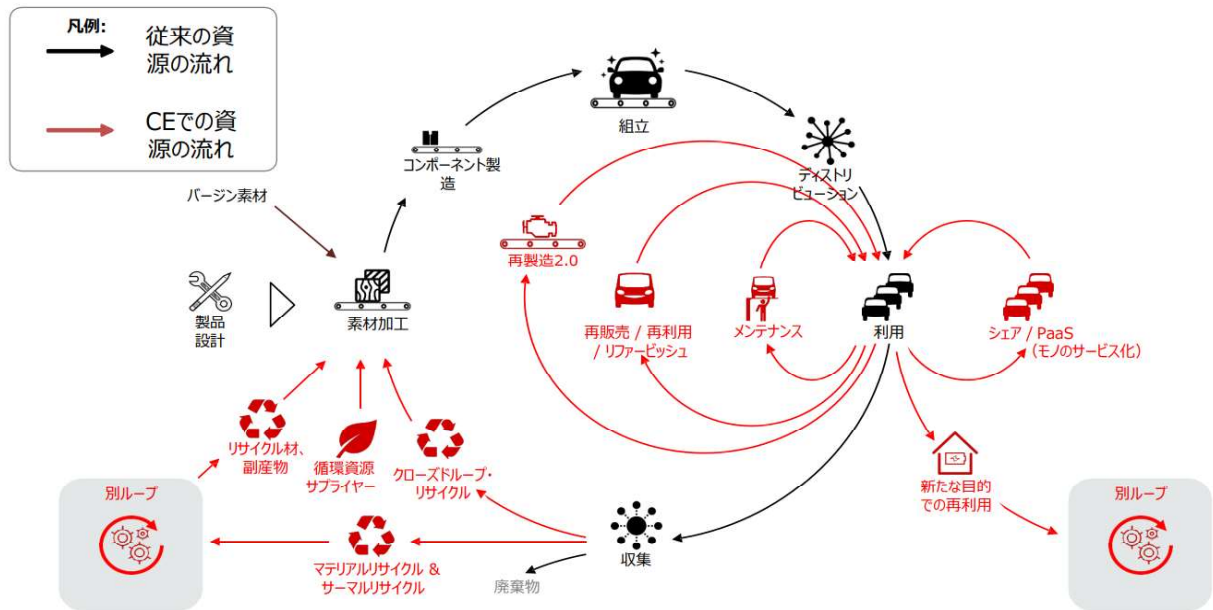 凡例:
従来の資
源の流れ
CEでの資
源の流れ
組立
コンポーネント製
造
ディストリ
ビューション
バージン素材
再製造2.0
製品
設計
素材加工
再販売 / 再利用
/ リファービッシュ
メンテナンス
利用
シェア / PaaS
（モノのサービス化）
リサイクル材、
副産物
循環資源
サプライヤー
クローズドループ・
リサイクル
新たな目的
での再利用
別ループ
別ループ
収集
マテリアルリサイクル &
サーマルリサイクル
廃棄物